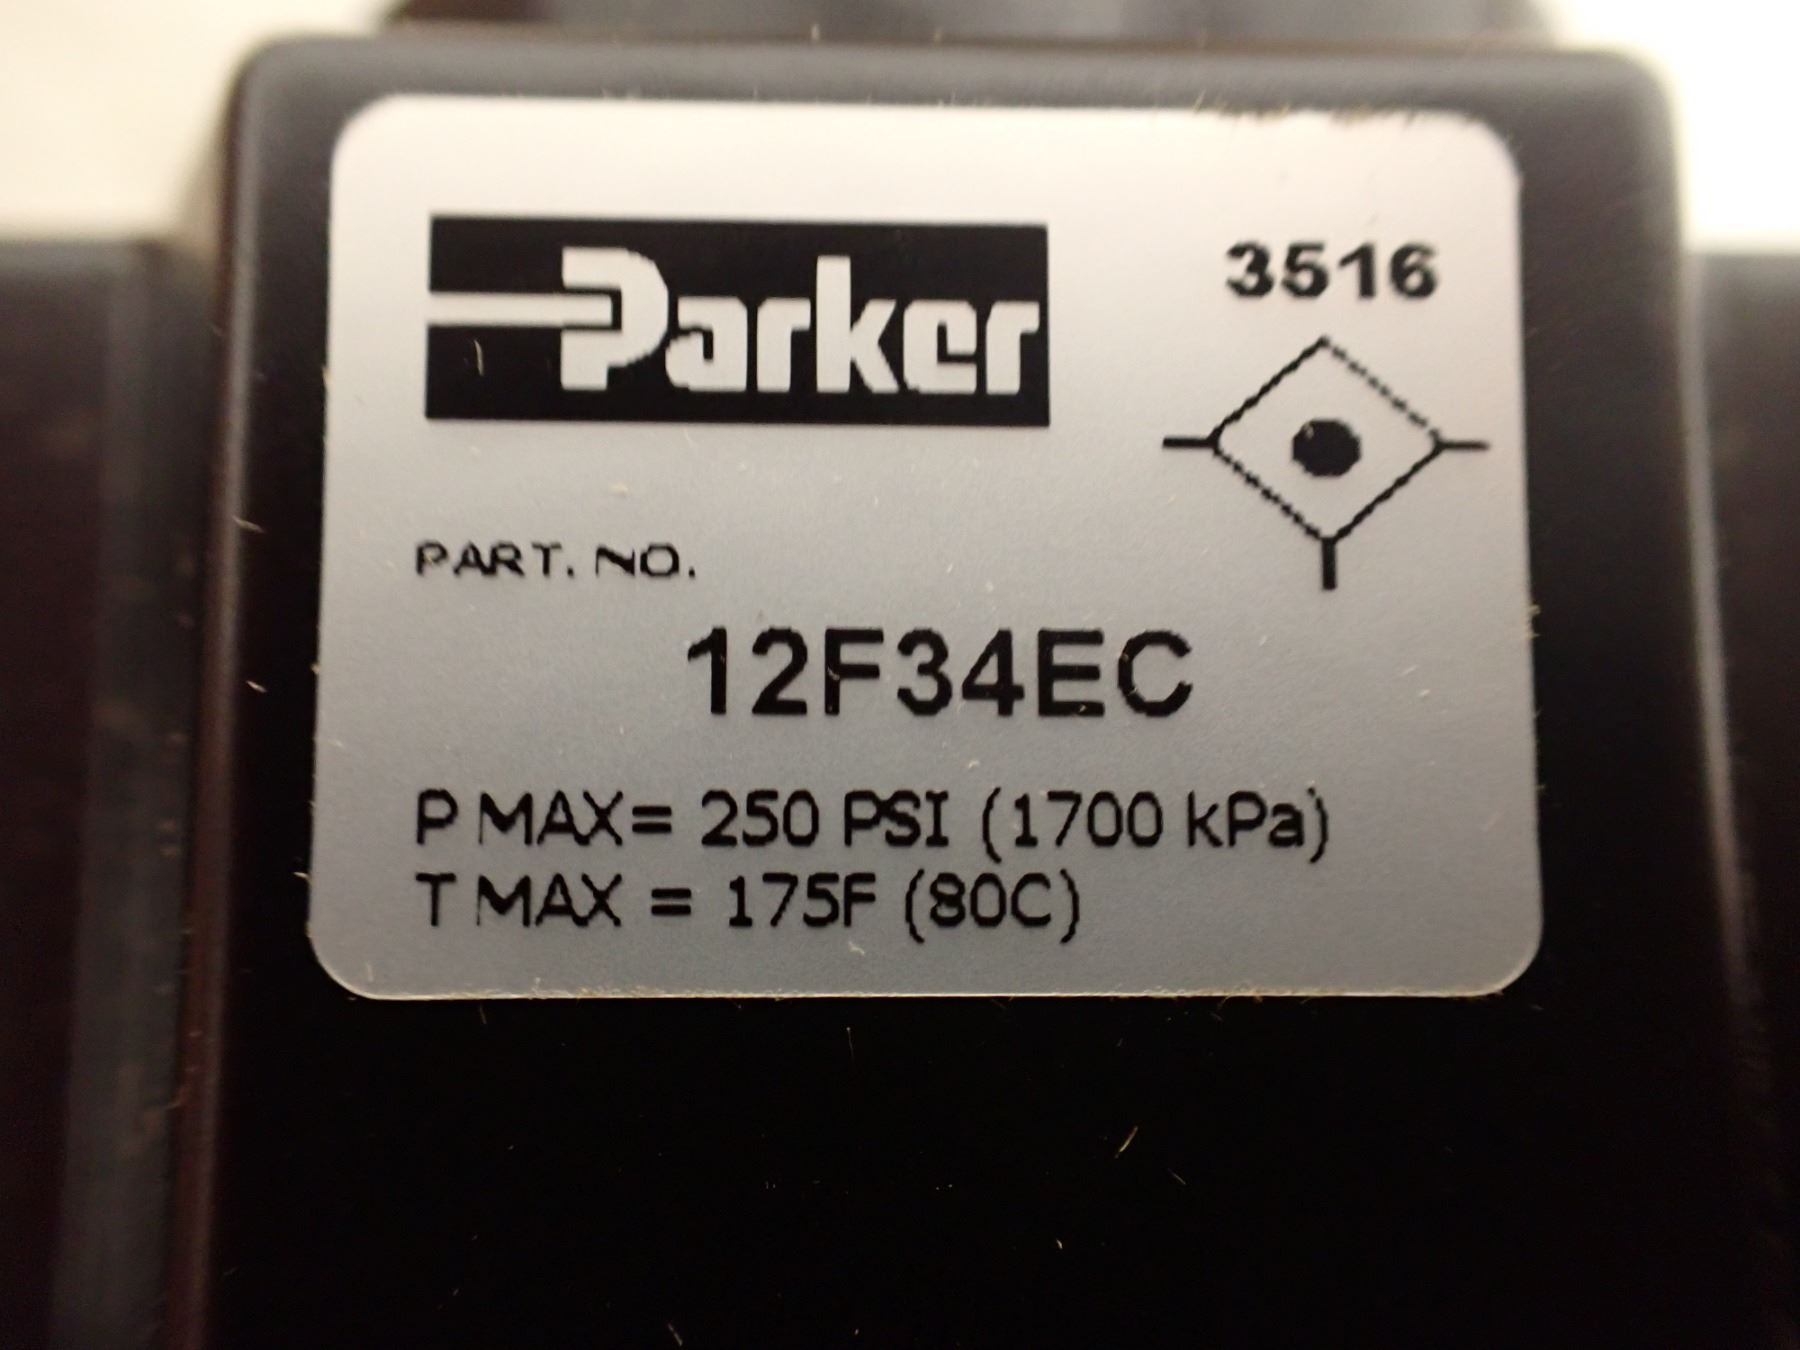 Parker
3516
PART. NO.
12F34EC
P MAX= 250 PSI (1700 kPa)
T MAX = 175F (80C)